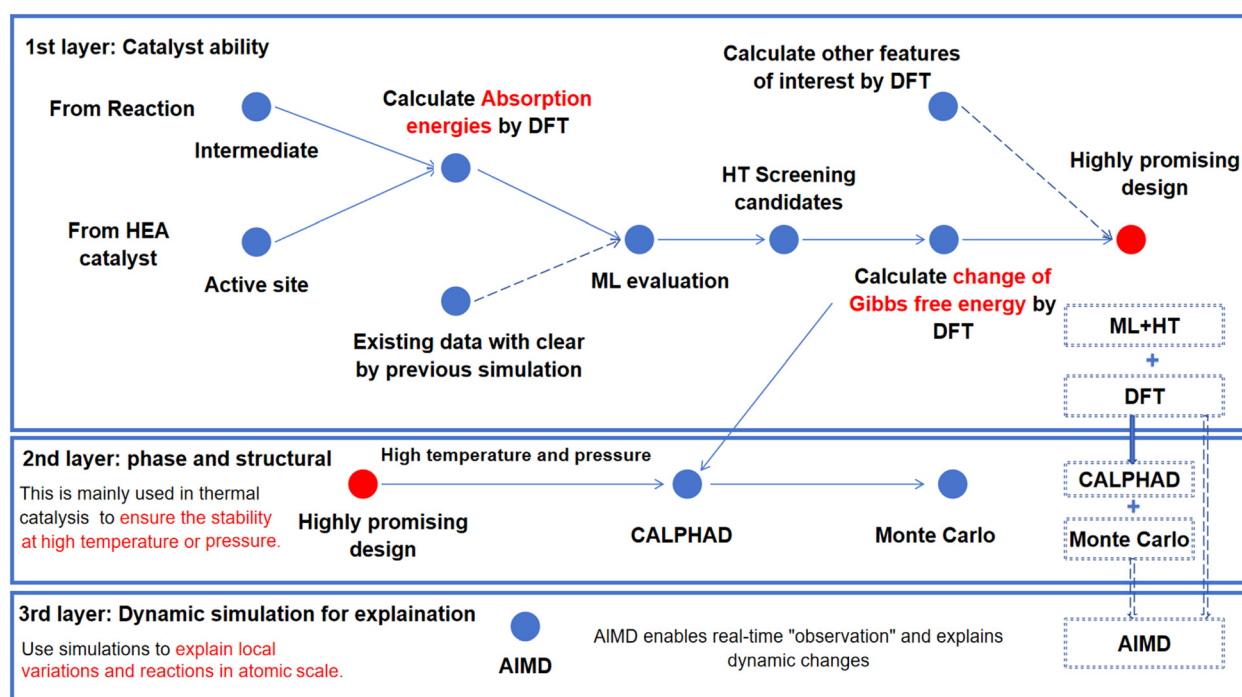 1st layer: Catalyst ability
From Reaction
Intermediate
From HEA
catalyst
Active site
Calculate Absorption
energies by DFT
Existing data with clear
by previous simulation
ML evaluation
HT Screening
candidates
Calculate other features
of interest by DFT
Calculate change of
Gibbs free energy by
DFT
Highly promising
design
ML+HT
+
DFT
2nd layer: phase and structural
This is mainly used in thermal
catalysis to ensure the stability
at high temperature or pressure.
High temperature and pressure
Highly promising
design
CALPHAD
Monte Carlo
CALPHAD
+
Monte Carlo
3rd layer: Dynamic simulation for explaination
Use simulations to explain local
variations and reactions in atomic scale.
AIMD
AIMD enables real-time "observation" and explains
dynamic changes
AIMD